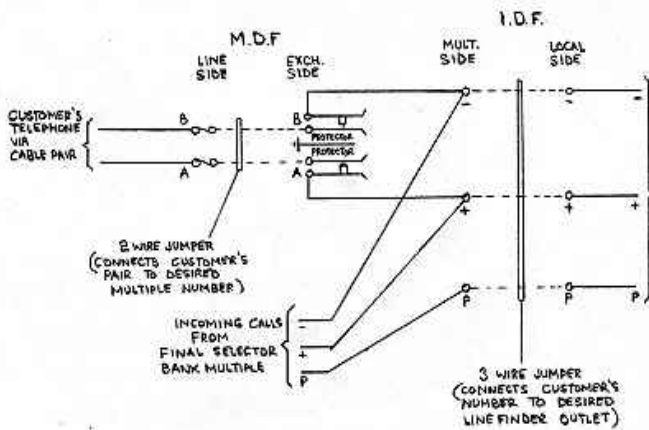 I.D.F.
M.D.F
LINE SIDE
EXCH. SIDE
MULT. SIDE
LOCAL SIDE
CUSTOMER'S
TELEPHONE
VIA
CABLE PAIR
B
A
B
PROTECTOR
PROTECTOR
A
-
+
P
-
+
P
-
+
P
2 WIRE JUMPER
(CONNECTS CUSTOMER'S
PAIR TO DESIRED
MULTIPLE NUMBER)
INCOMING CALLS
FROM
FINAL SELECTOR
BANK MULTIPLE
-
+
P
3 WIRE JUMPER
(CONNECTS CUSTOMER'S
NUMBER TO DESIRED
LINE FINDER OUTLET)